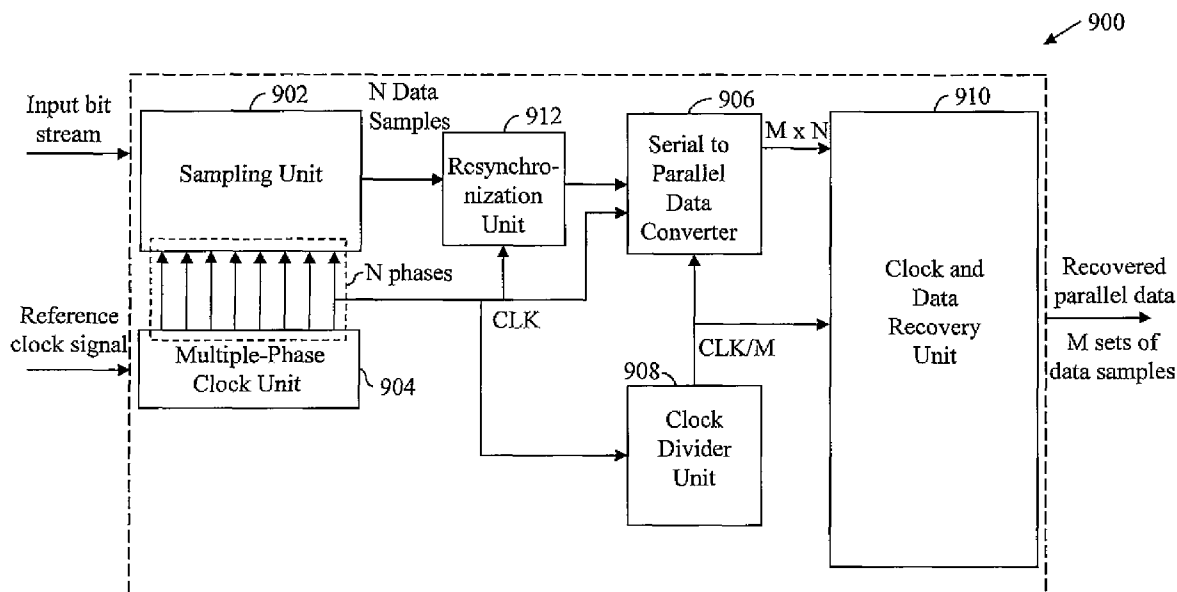 900
Input bit
stream
902
Sampling Unit
N Data
Samples
912
Resynchro-
nization
Unit
906
Serial to
Parallel
Data
Converter
M x N
910
Clock and
Data
Recovery
Unit
N phases
CLK
Reference
clock signal
Multiple-Phase
Clock Unit
904
CLK/M
908
Clock
Divider
Unit
Recovered
parallel data
M sets of
data samples